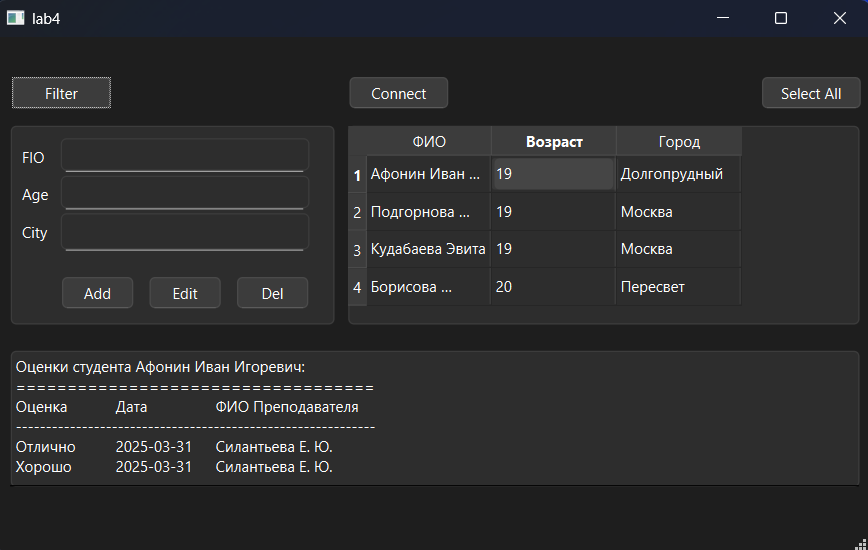 lab4
Filter Connect Select All
FIO
Age
City
Add Edit Del
ФИО Возраст Город
1 Афонин Иван ... 19 Долгопрудный
2 Подгорнова ... 19 Москва
3 Кудабаева Эвита 19 Москва
4 Борисова ... 20 Пересвет
Оценки студента Афонин Иван Игоревич:
===================================
Оценка Дата ФИО Преподавателя
------------------------------------------------------------
Отлично 2025-03-31 Силантьева Е. Ю.
Хорошо 2025-03-31 Силантьева Е. Ю.